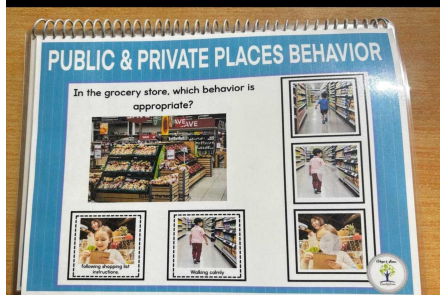 PUBLIC & PRIVATE PLACES BEHAVIOR
In the grocery store, which behavior is
appropriate?
Following shopping list
instructions.
Walking calmly